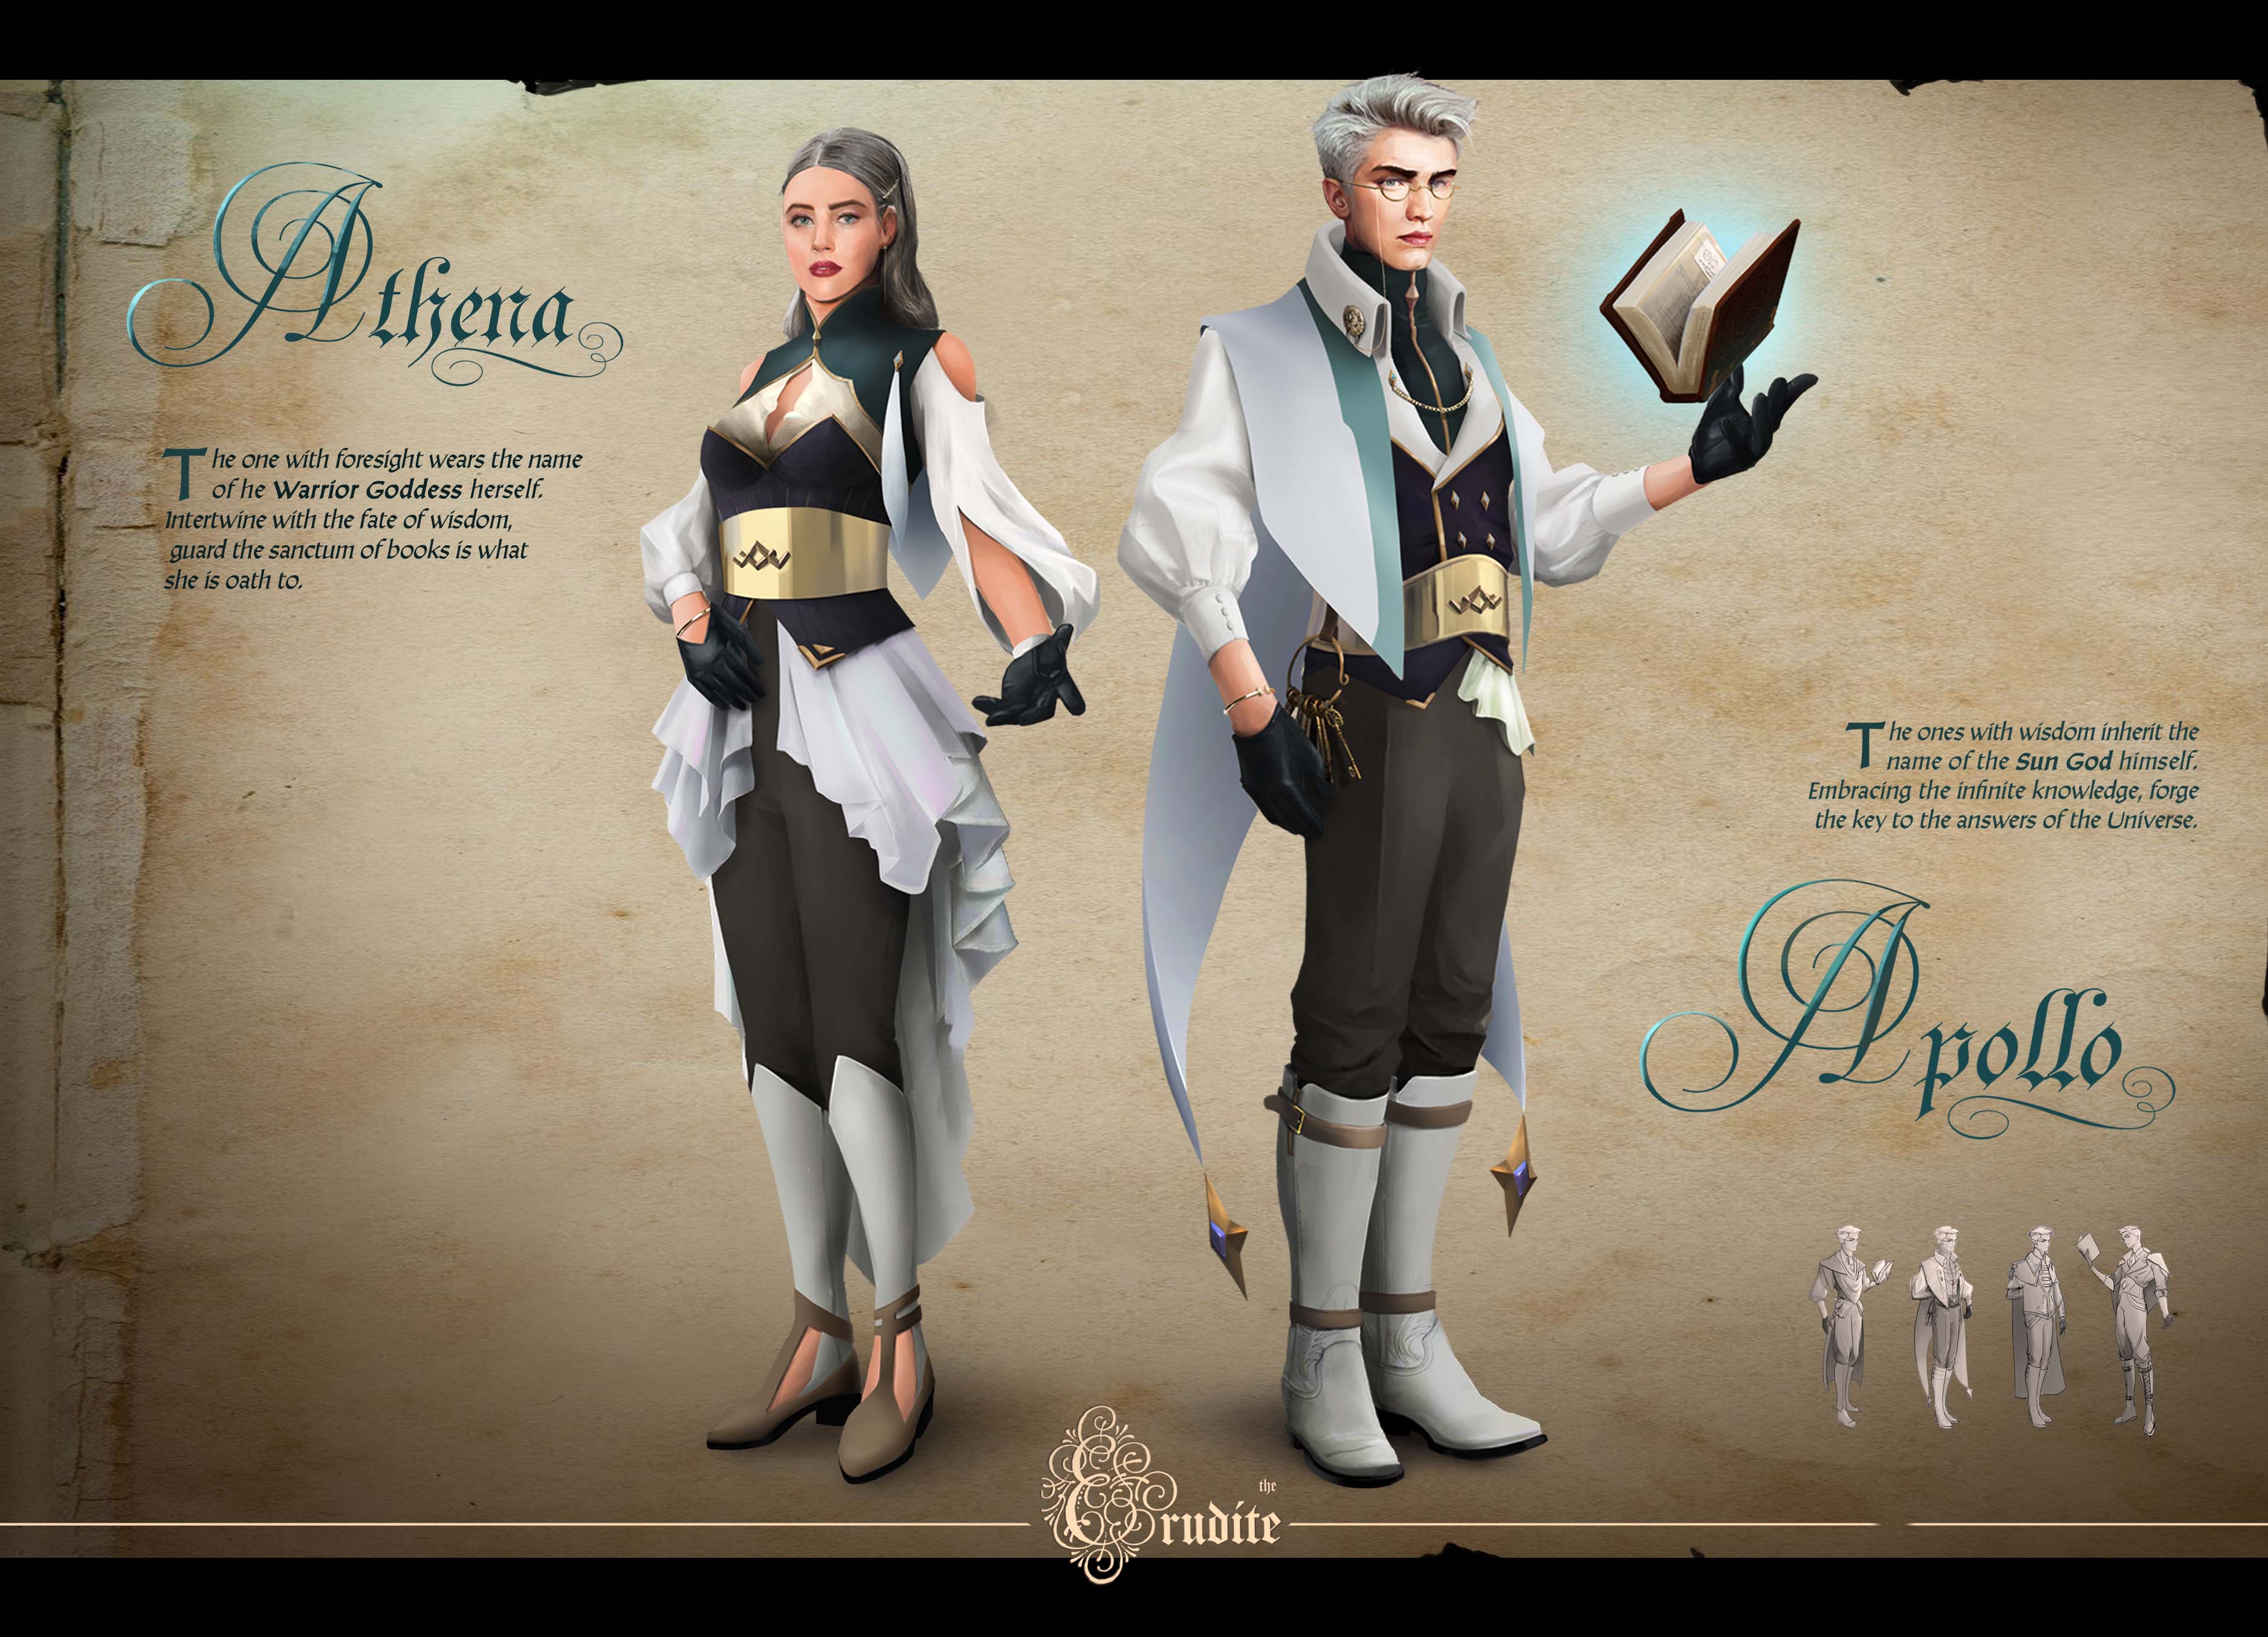 Athena
The one with foresight wears the name
of he Warrior Goddess herself.
Intertwine with the fate of wisdom,
guard the sanctum of books is what
she is oath to.
The ones with wisdom inherit the
name of the Sun God himself.
Embracing the infinite knowledge, forge
the key to the answers of the Universe.
Apollo
the
Erudite